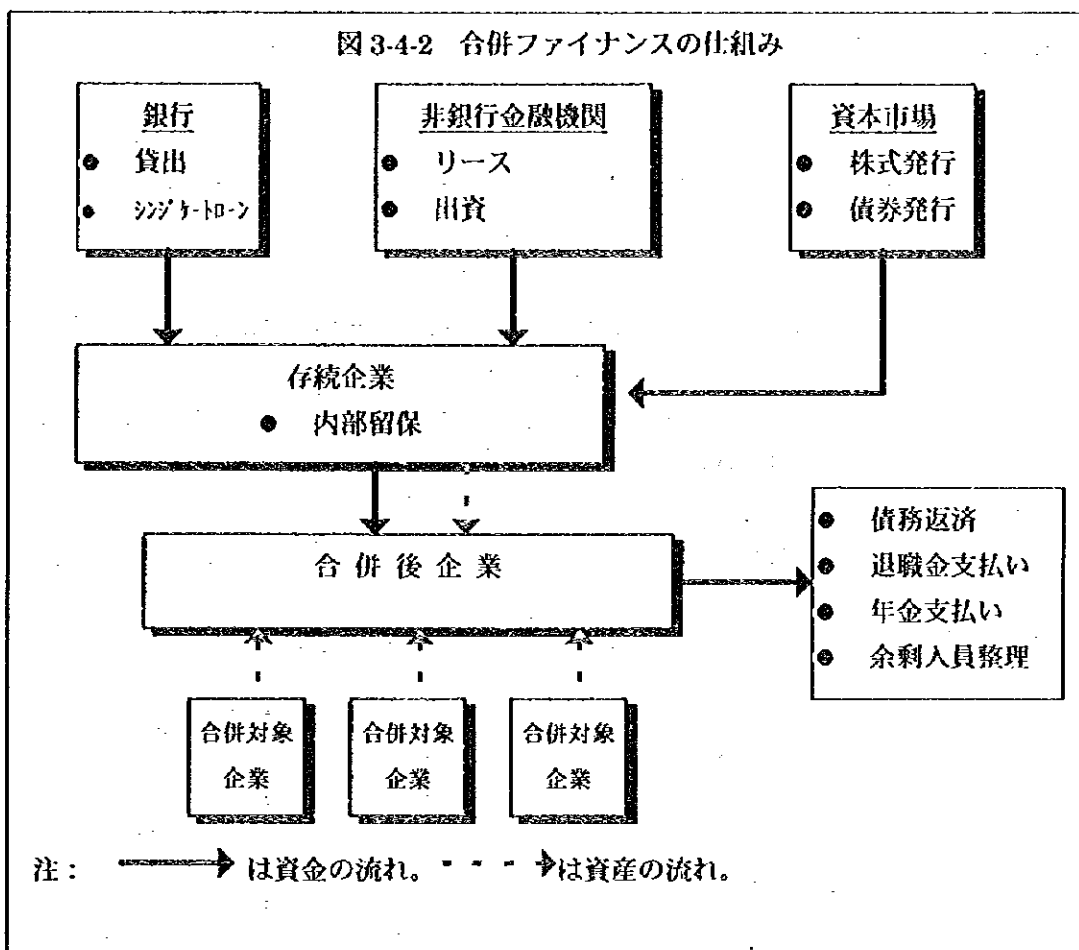 図 3-4-2 合併ファイナンスの仕組み
銀行
● 貸出
● シンジケートローン
非銀行金融機関
● リース
● 出資
資本市場
● 株式発行
● 債券発行
存続企業
● 内部留保
合併後企業
● 債務返済
● 退職金支払い
● 年金支払い
● 余剰人員整理
合併対象
企業
合併対象
企業
合併対象
企業
注: は資金の流れ。 は資産の流れ。